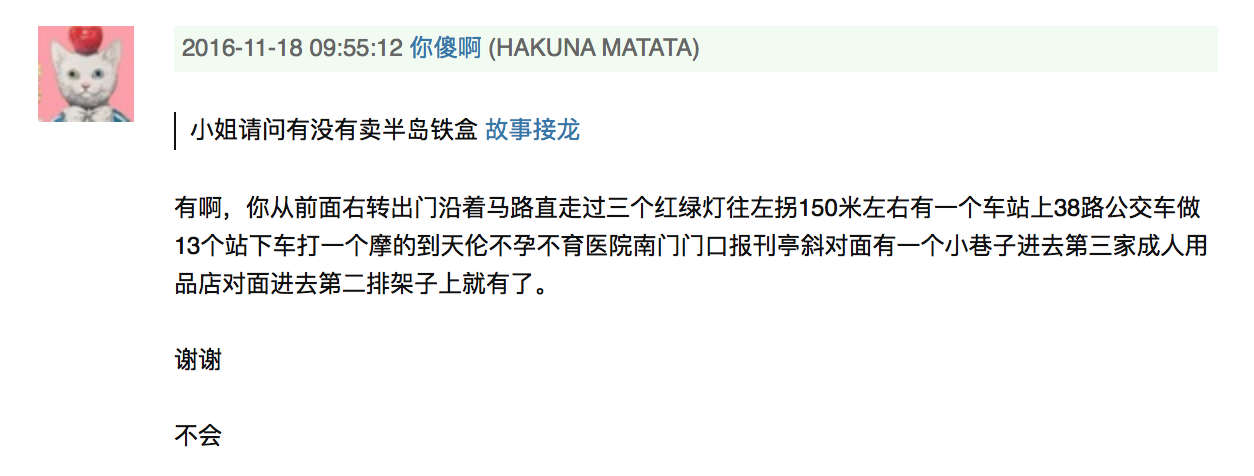 2016-11-18 09:55:12 你傻啊 (HAKUNA MATATA)
小姐请问有没有卖半岛铁盒 故事接龙
有啊，你从前面右转出门沿着马路直走过三个红绿灯往左拐150米左右有一个车站上38路公交车做
13个站下车打一个摩的到天伦不孕不育医院南门门口报刊亭斜对面有一个小巷子进去第三家成人用
品店对面进去第二排架子上就有了。
谢谢
不会